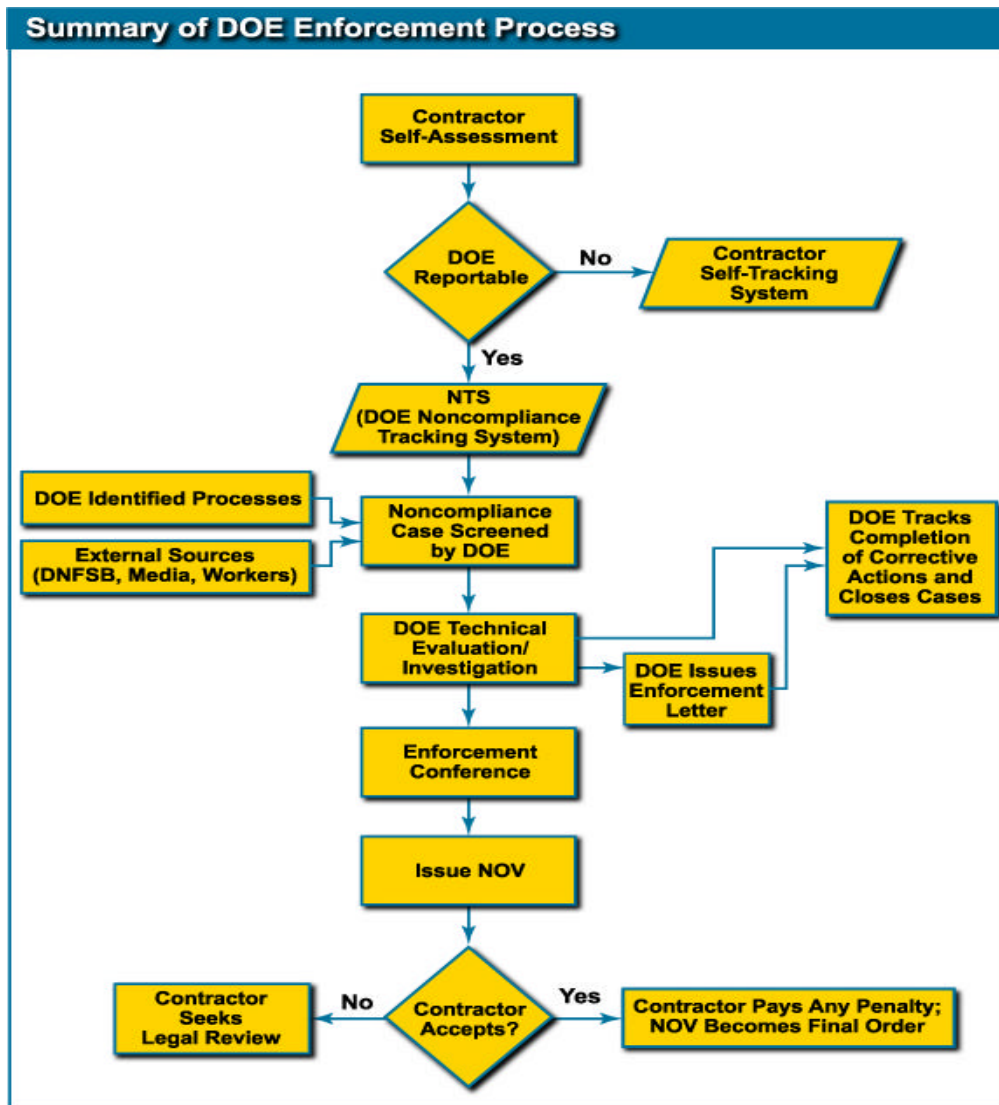 Summary of DOE Enforcement Process
Contractor
Self-Assessment
DOE
Reportable
No
Contractor
Self-Tracking
System
Yes
NTS
(DOE Noncompliance
Tracking System)
DOE Identified Processes
External Sources
(DNFSB, Media, Workers)
Noncompliance
Case Screened
by DOE
DOE Tracks
Completion
of Corrective
Actions and
Closes Cases
DOE Technical
Evaluation/
Investigation
DOE Issues
Enforcement
Letter
Enforcement
Conference
Issue NOV
Contractor
Accepts?
No
Contractor
Seeks
Legal Review
Yes
Contractor Pays Any Penalty;
NOV Becomes Final Order